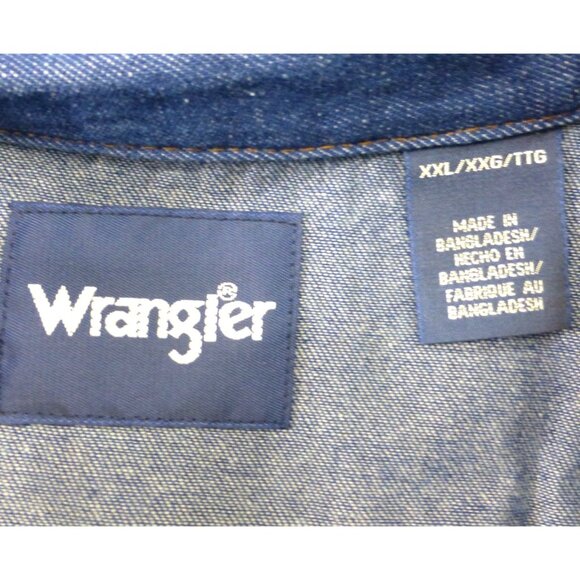 Wrangler®
XXL/XXG/TTG
MADE IN
BANGLADESH/
HECHO EN
BANGLADESH/
FABRIQUE AU
BANGLADESH